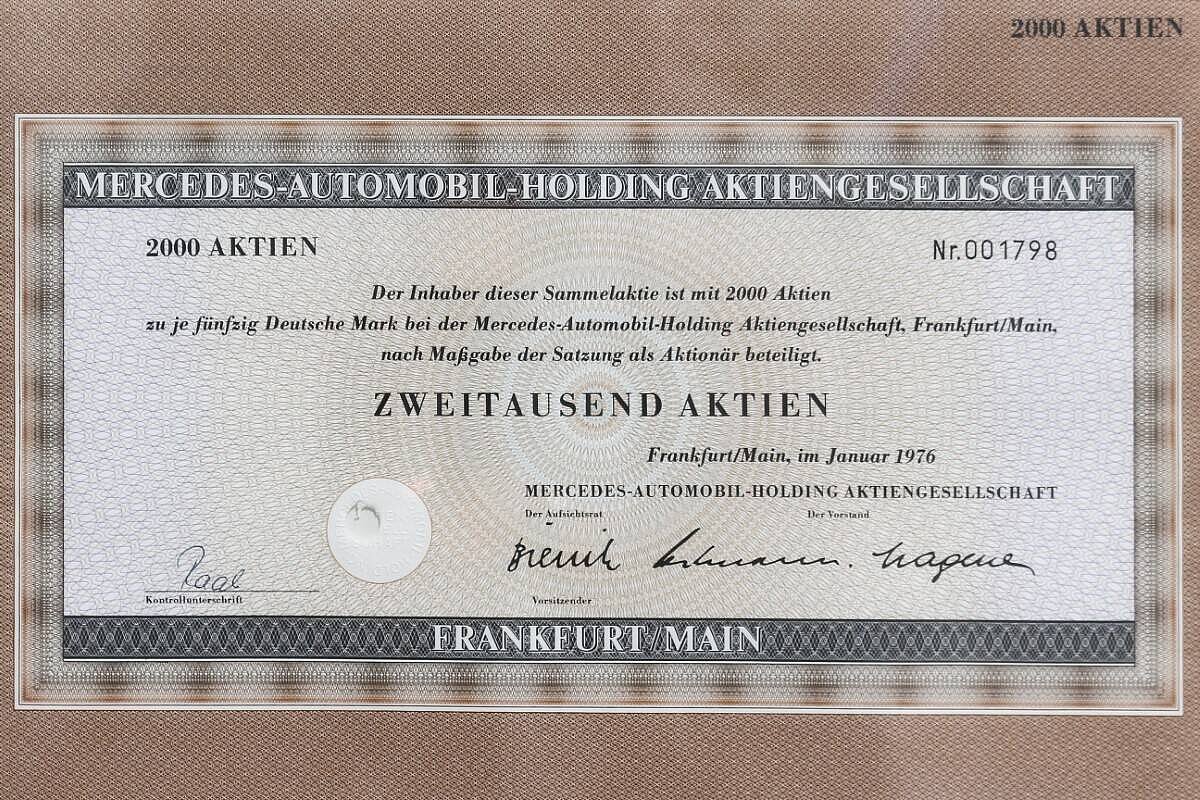 2000 AKTIEN
MERCEDES-AUTOMOBIL-HOLDING AKTIENGESELLSCHAFT
2000 AKTIEN Nr.001798
Der Inhaber dieser Sammelaktie ist mit 2000 Aktien
zu je fünfzig Deutsche Mark bei der Mercedes-Automobil-Holding Aktiengesellschaft, Frankfurt/Main,
nach Maßgabe der Satzung als Aktionär beteiligt.
ZWEITAUSEND AKTIEN
Frankfurt/Main, im Januar 1976
MERCEDES-AUTOMOBIL-HOLDING AKTIENGESELLSCHAFT
Der Aufsichtsrat Der Vorstand
Kontrollunterschrift Vorsitzender
FRANKFURT/MAIN